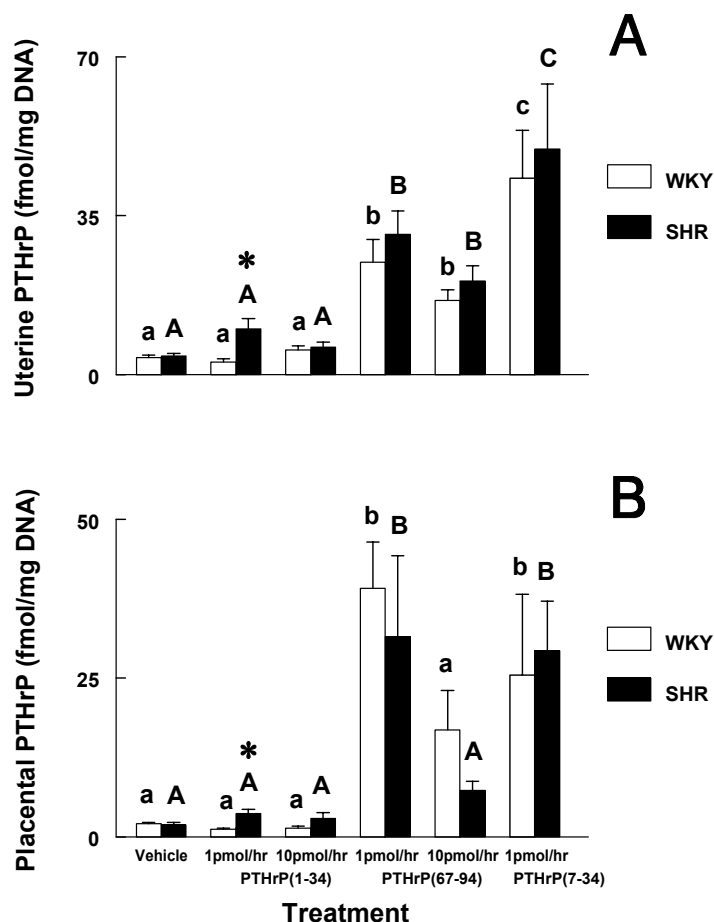 A
70
35
0
Uterine PTHrP (fmol/mg DNA)
a A a A a A b B b B c C
*
WKY
SHR
B
50
25
0
Placental PTHrP (fmol/mg DNA)
a A a A a A b B a A b B
*
WKY
SHR
Vehicle 1pmol/hr 10pmol/hr 1pmol/hr 10pmol/hr 1pmol/hr
PTHrP(1-34) PTHrP(67-94) PTHrP(7-34)
Treatment